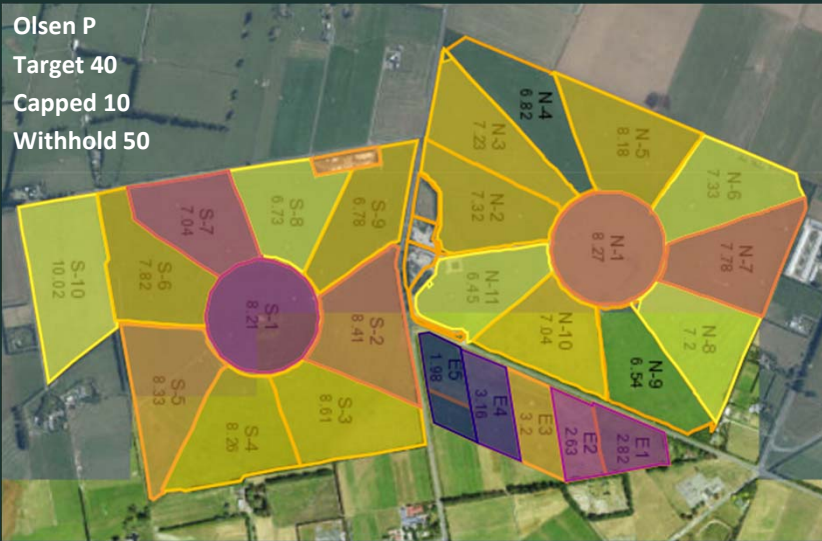 Olsen P
Target 40
Capped 10
Withhold 50
N-4
6.82
N-3
7.23
N-5
8.18
N-6
7.33
N-2
7.32
N-1
8.27
N-7
7.78
N-11
6.45
N-10
7.04
N-8
7.2
N-9
6.54
S-9
6.78
S-8
6.73
S-7
7.04
S-6
7.82
S-10
10.02
S-1
8.21
S-2
8.41
S-5
8.33
S-4
8.26
S-3
8.61
E5
1.98
E4
3.16
E3
3.2
E2
2.63
E1
2.82